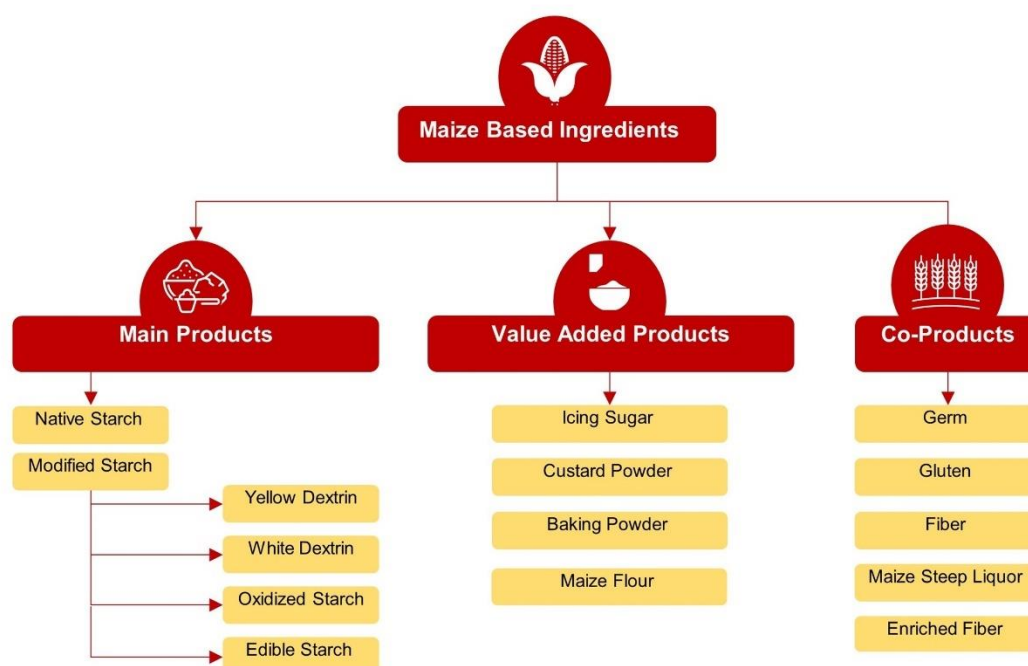 Maize Based Ingredients
Main Products
Native Starch
Modified Starch
Yellow Dextrin
White Dextrin
Oxidized Starch
Edible Starch
Value Added Products
Icing Sugar
Custard Powder
Baking Powder
Maize Flour
Co-Products
Germ
Gluten
Fiber
Maize Steep Liquor
Enriched Fiber